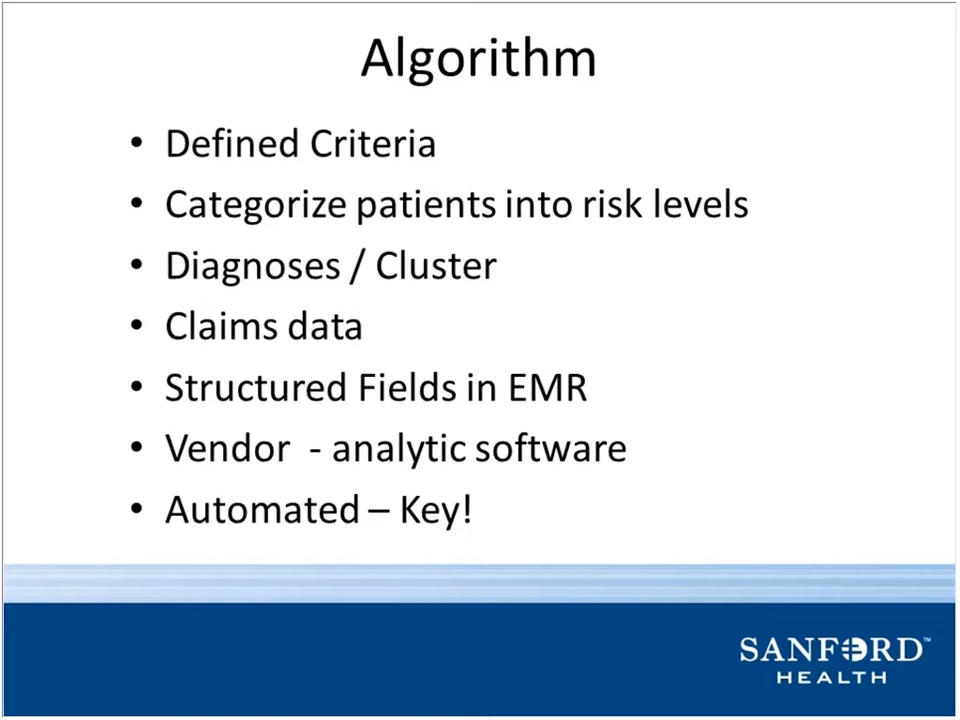 Algorithm
• Defined Criteria
• Categorize patients into risk levels
• Diagnoses / Cluster
• Claims data
• Structured Fields in EMR
• Vendor  - analytic software
• Automated – Key!
SANFORD™
HEALTH